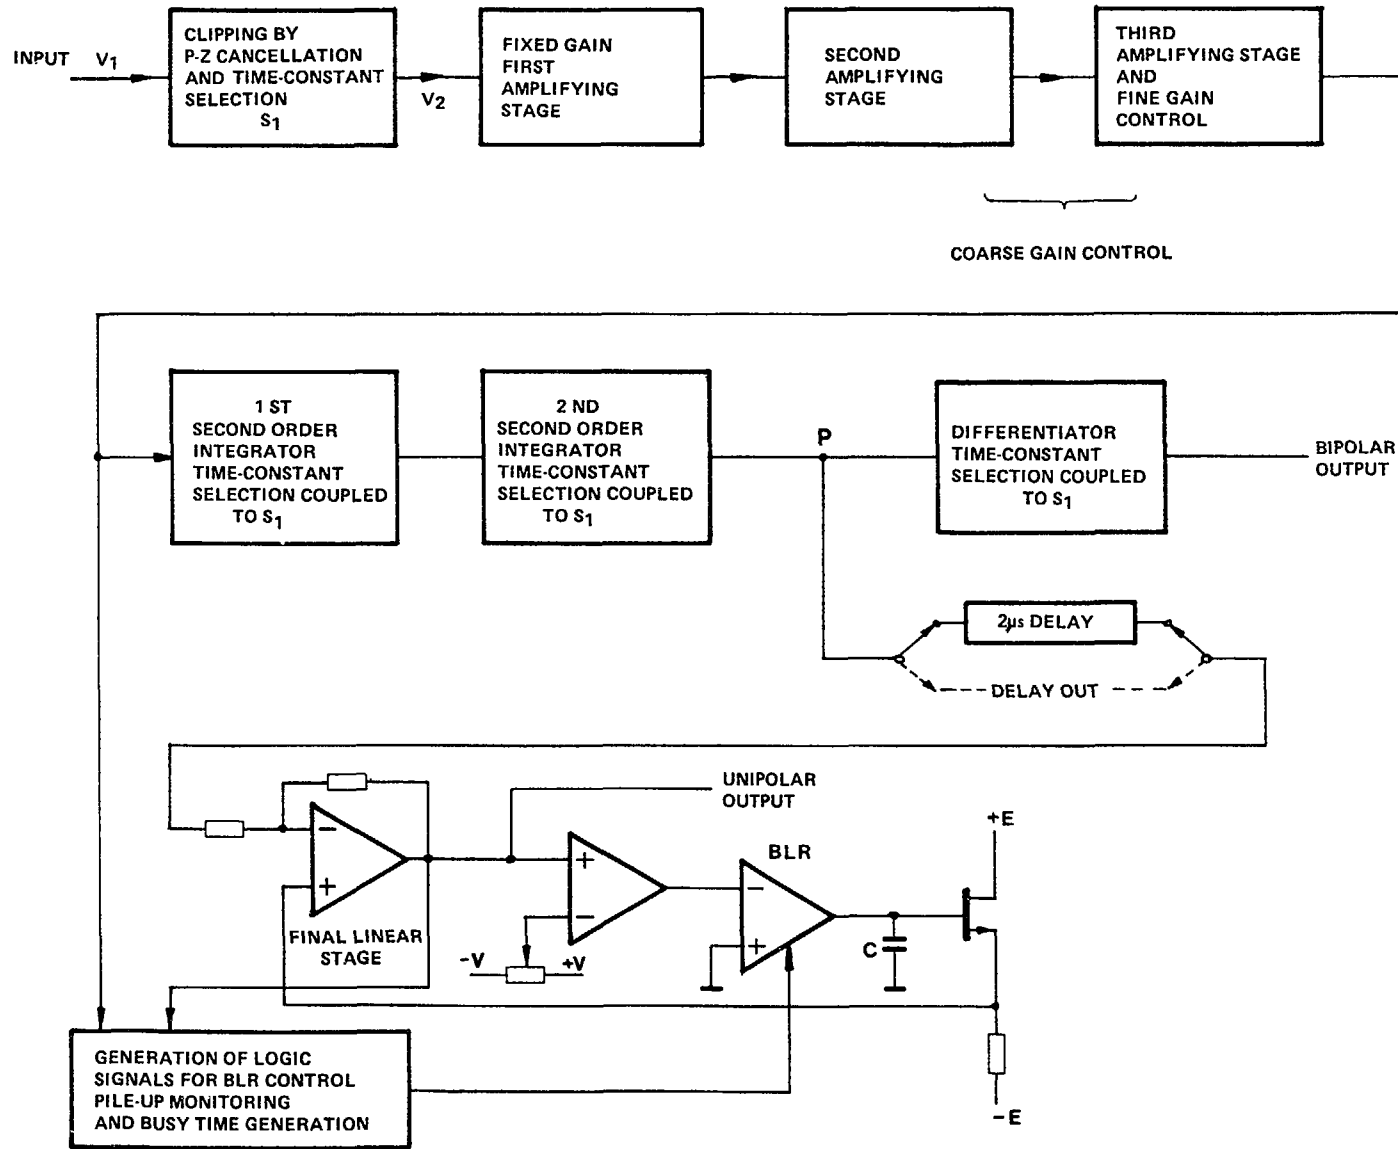 INPUT V1
CLIPPING BY
P-Z CANCELLATION
AND TIME-CONSTANT
SELECTION
S1
V2
FIXED GAIN
FIRST
AMPLIFYING
STAGE
SECOND
AMPLIFYING
STAGE
THIRD
AMPLIFYING STAGE
AND
FINE GAIN
CONTROL
COARSE GAIN CONTROL
1 ST
SECOND ORDER
INTEGRATOR
TIME-CONSTANT
SELECTION COUPLED
TO S1
2 ND
SECOND ORDER
INTEGRATOR
TIME-CONSTANT
SELECTION COUPLED
TO S1
P
DIFFERENTIATOR
TIME-CONSTANT
SELECTION COUPLED
TO S1
BIPOLAR
OUTPUT
2µs DELAY
DELAY OUT
UNIPOLAR
OUTPUT
−
+
FINAL LINEAR
STAGE
+
−
-V
+V
BLR
−
+
C
+E
-E
GENERATION OF LOGIC
SIGNALS FOR BLR CONTROL
PILE-UP MONITORING
AND BUSY TIME GENERATION